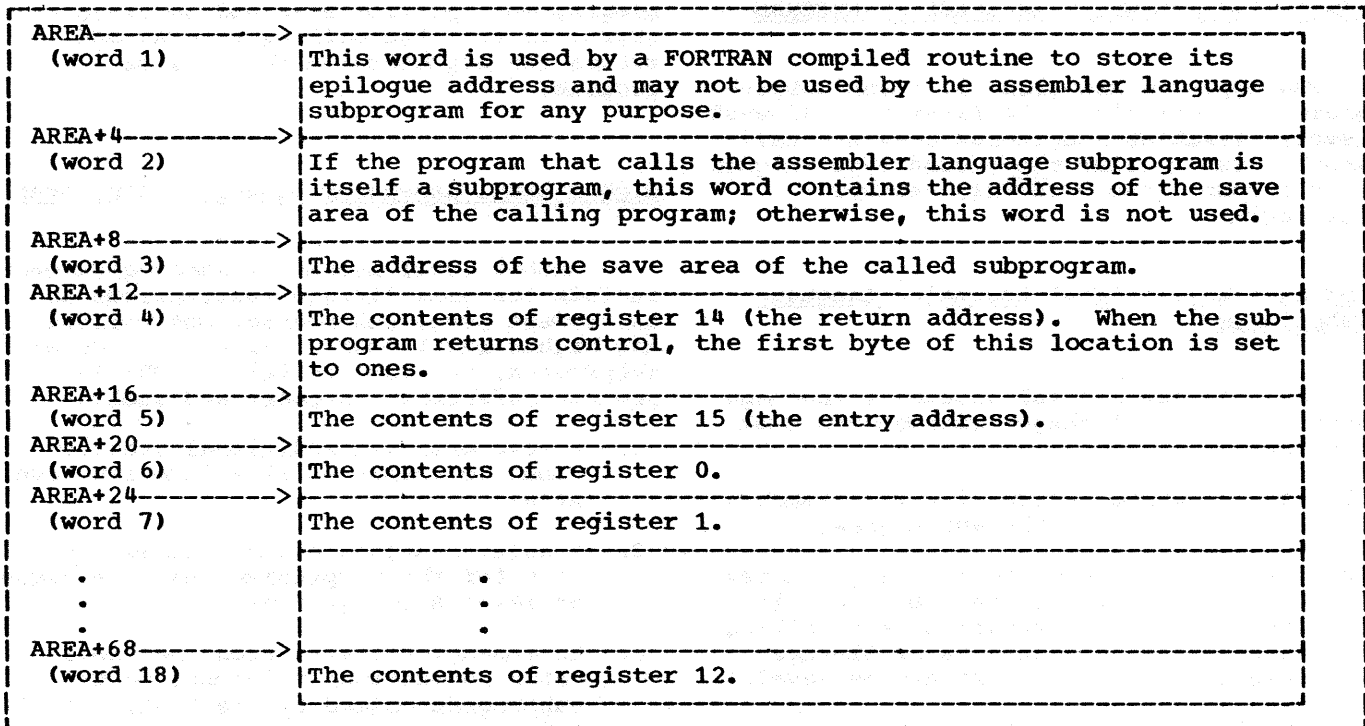 AREA------------>
(word 1) This word is used by a FORTRAN compiled routine to store its
epilogue address and may not be used by the assembler language
subprogram for any purpose.
AREA+4---------->
(word 2) If the program that calls the assembler language subprogram is
itself a subprogram, this word contains the address of the save
area of the calling program; otherwise, this word is not used.
AREA+8---------->
(word 3) The address of the save area of the called subprogram.
AREA+12--------->
(word 4) The contents of register 14 (the return address). When the sub-
program returns control, the first byte of this location is set
to ones.
AREA+16--------->
(word 5) The contents of register 15 (the entry address).
AREA+20--------->
(word 6) The contents of register 0.
AREA+24--------->
(word 7) The contents of register 1.
. .
. .
. .
AREA+68--------->
(word 18) The contents of register 12.